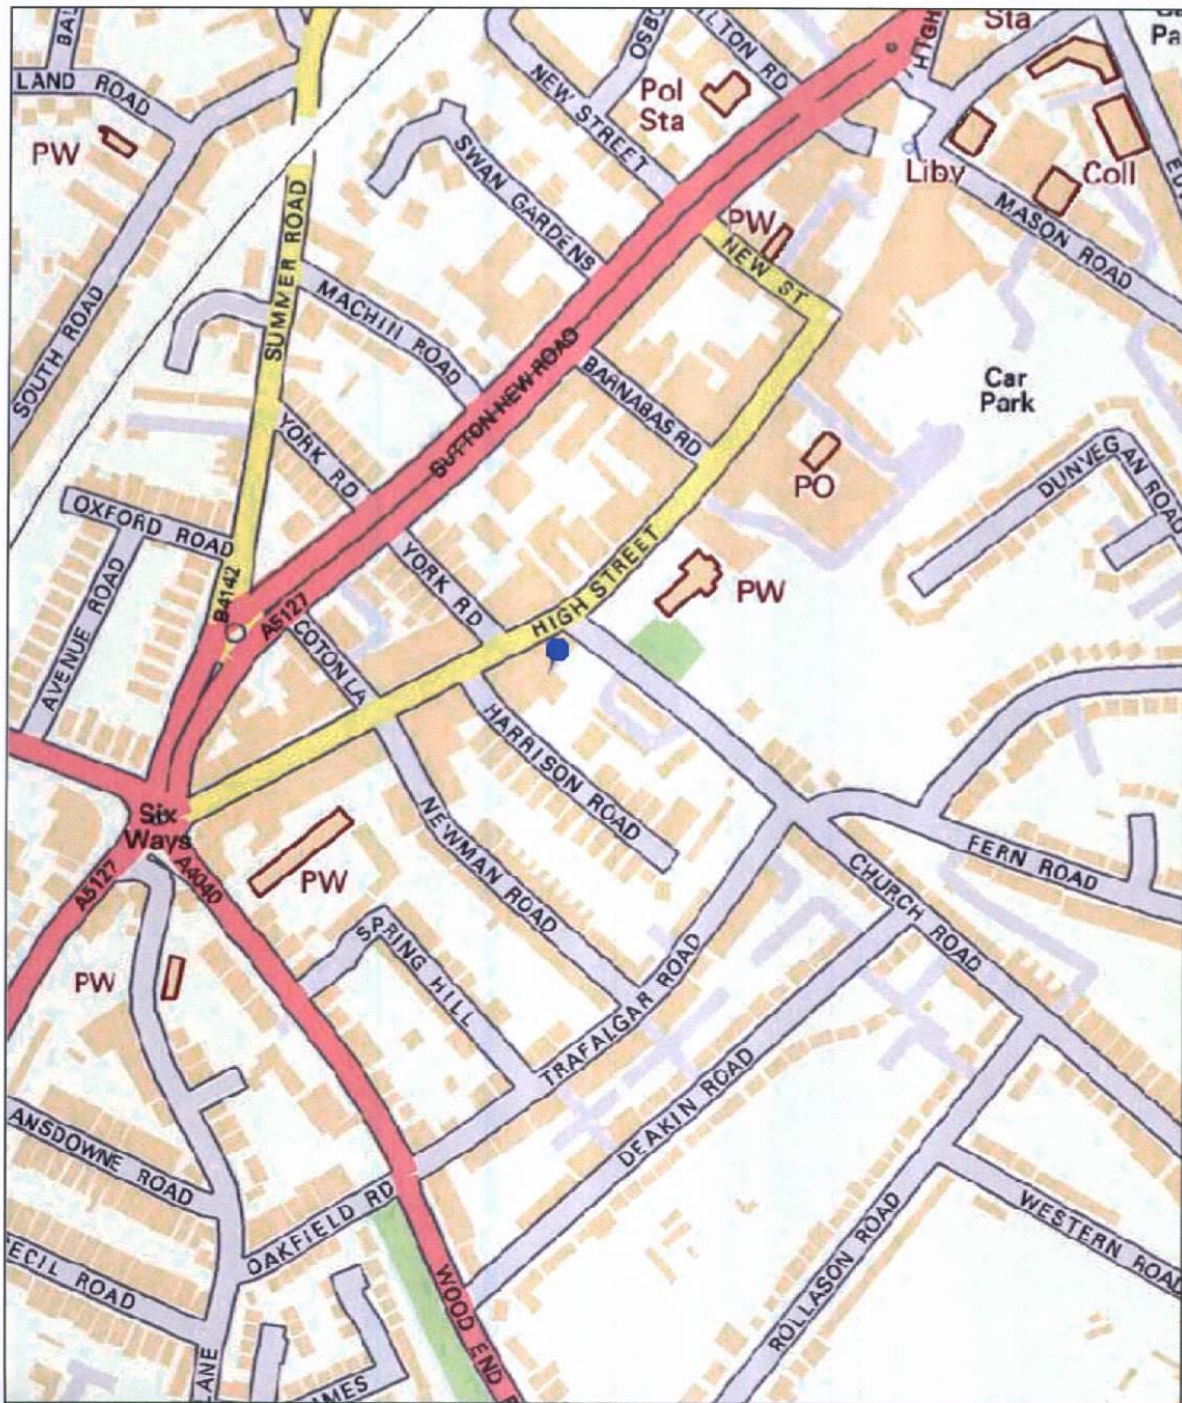 LAND ROAD
PW
SOUTH ROAD
SUMMER ROAD
SWAN GARDENS
NEW STREET
Pol
Sta
Sta
Liby
Coll
MASON ROAD
PW
NEW ST
MACHIN ROAD
SUTTON NEW ROAD
BARNABAS RD
Car
Park
DUNVEGAN ROAD
PO
YORK RD
OXFORD ROAD
AVENUE ROAD
B4142
A5127
YORK RD
HIGH STREET
PW
COTON LA
HARRISON ROAD
Six
Ways
A5127
A4040
PW
NEWMAN ROAD
FERN ROAD
CHURCH ROAD
SPRING HILL
PW
TRAFALGAR ROAD
DEAKIN ROAD
ANSDOWNE ROAD
OAKFIELD RD
ECIL ROAD
WOOD END
ROLLASON ROAD
WESTERN ROAD
LANE